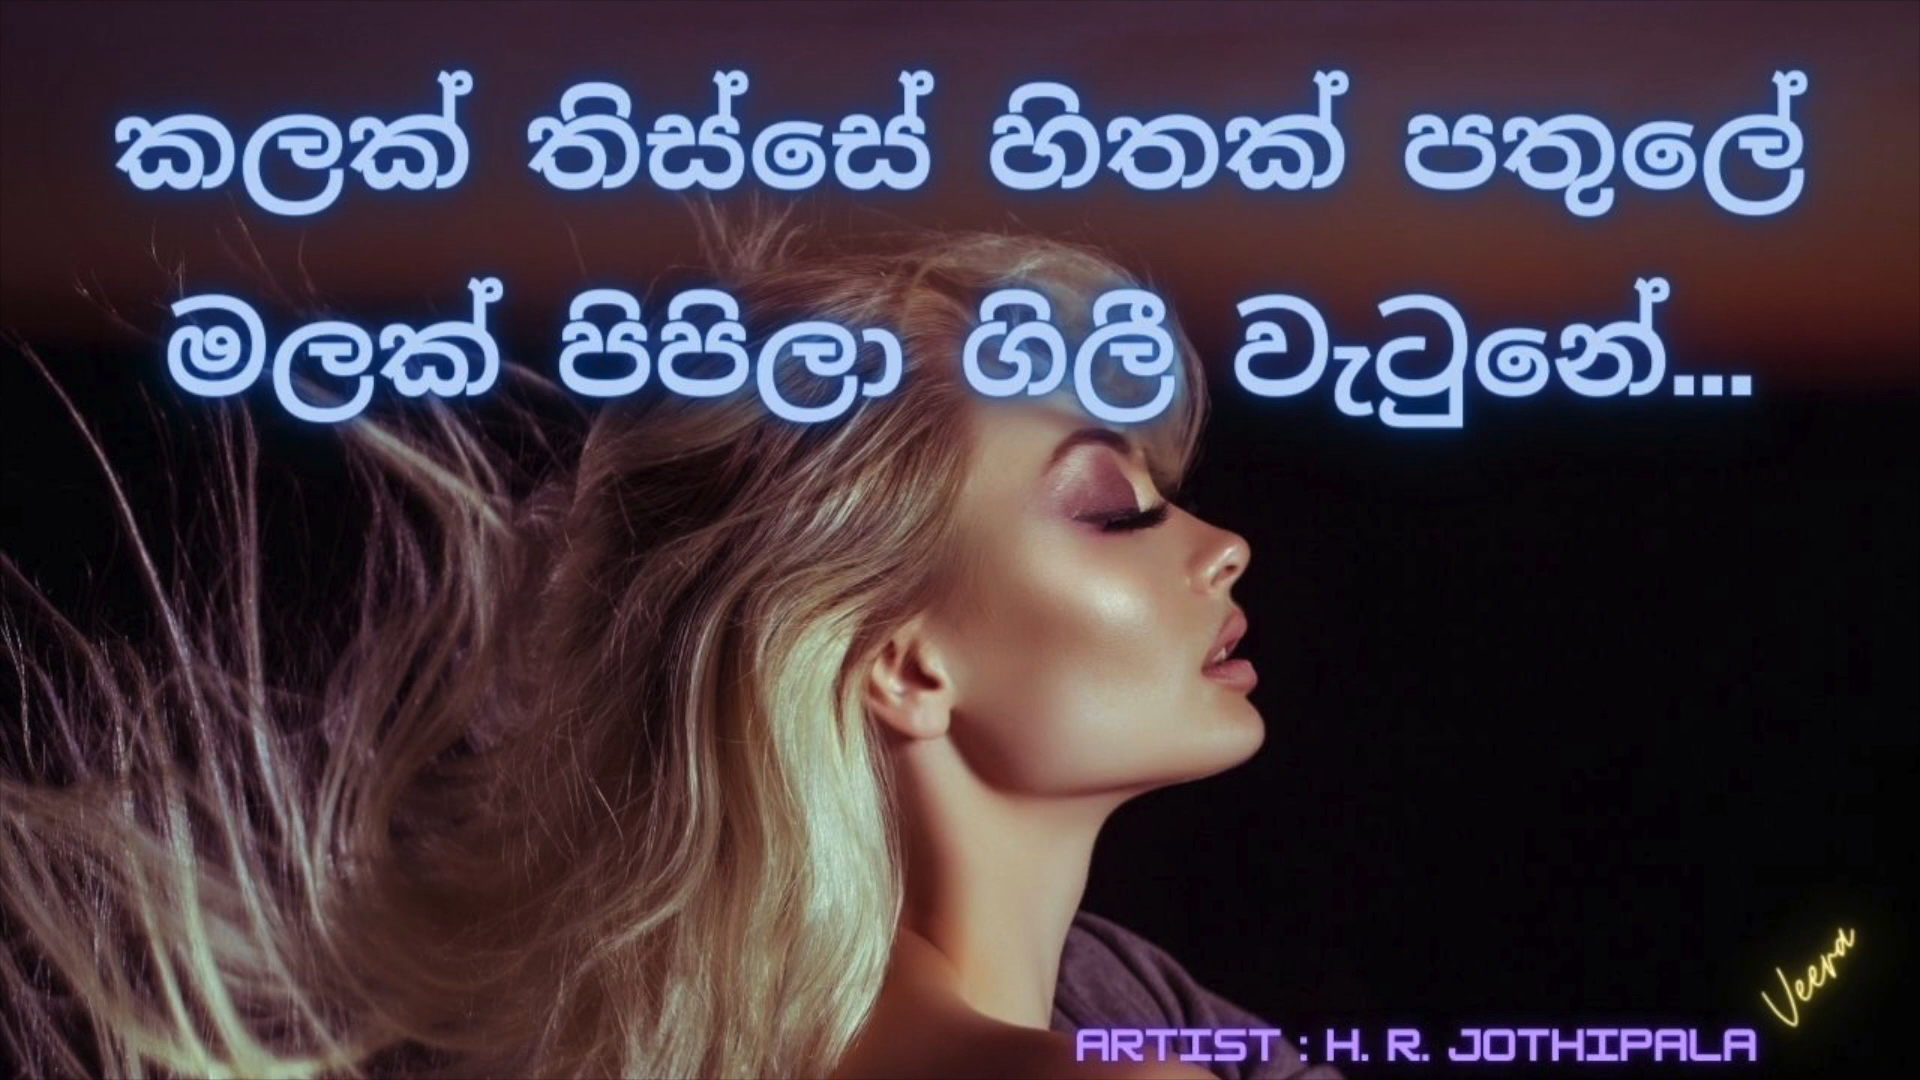 කලක් තිස්සේ හිතක් පතුලේ
මලක් පිපිලා ගිලී වැටුනේ...
Veera
ARTIST : H. R. JOTHIPALA